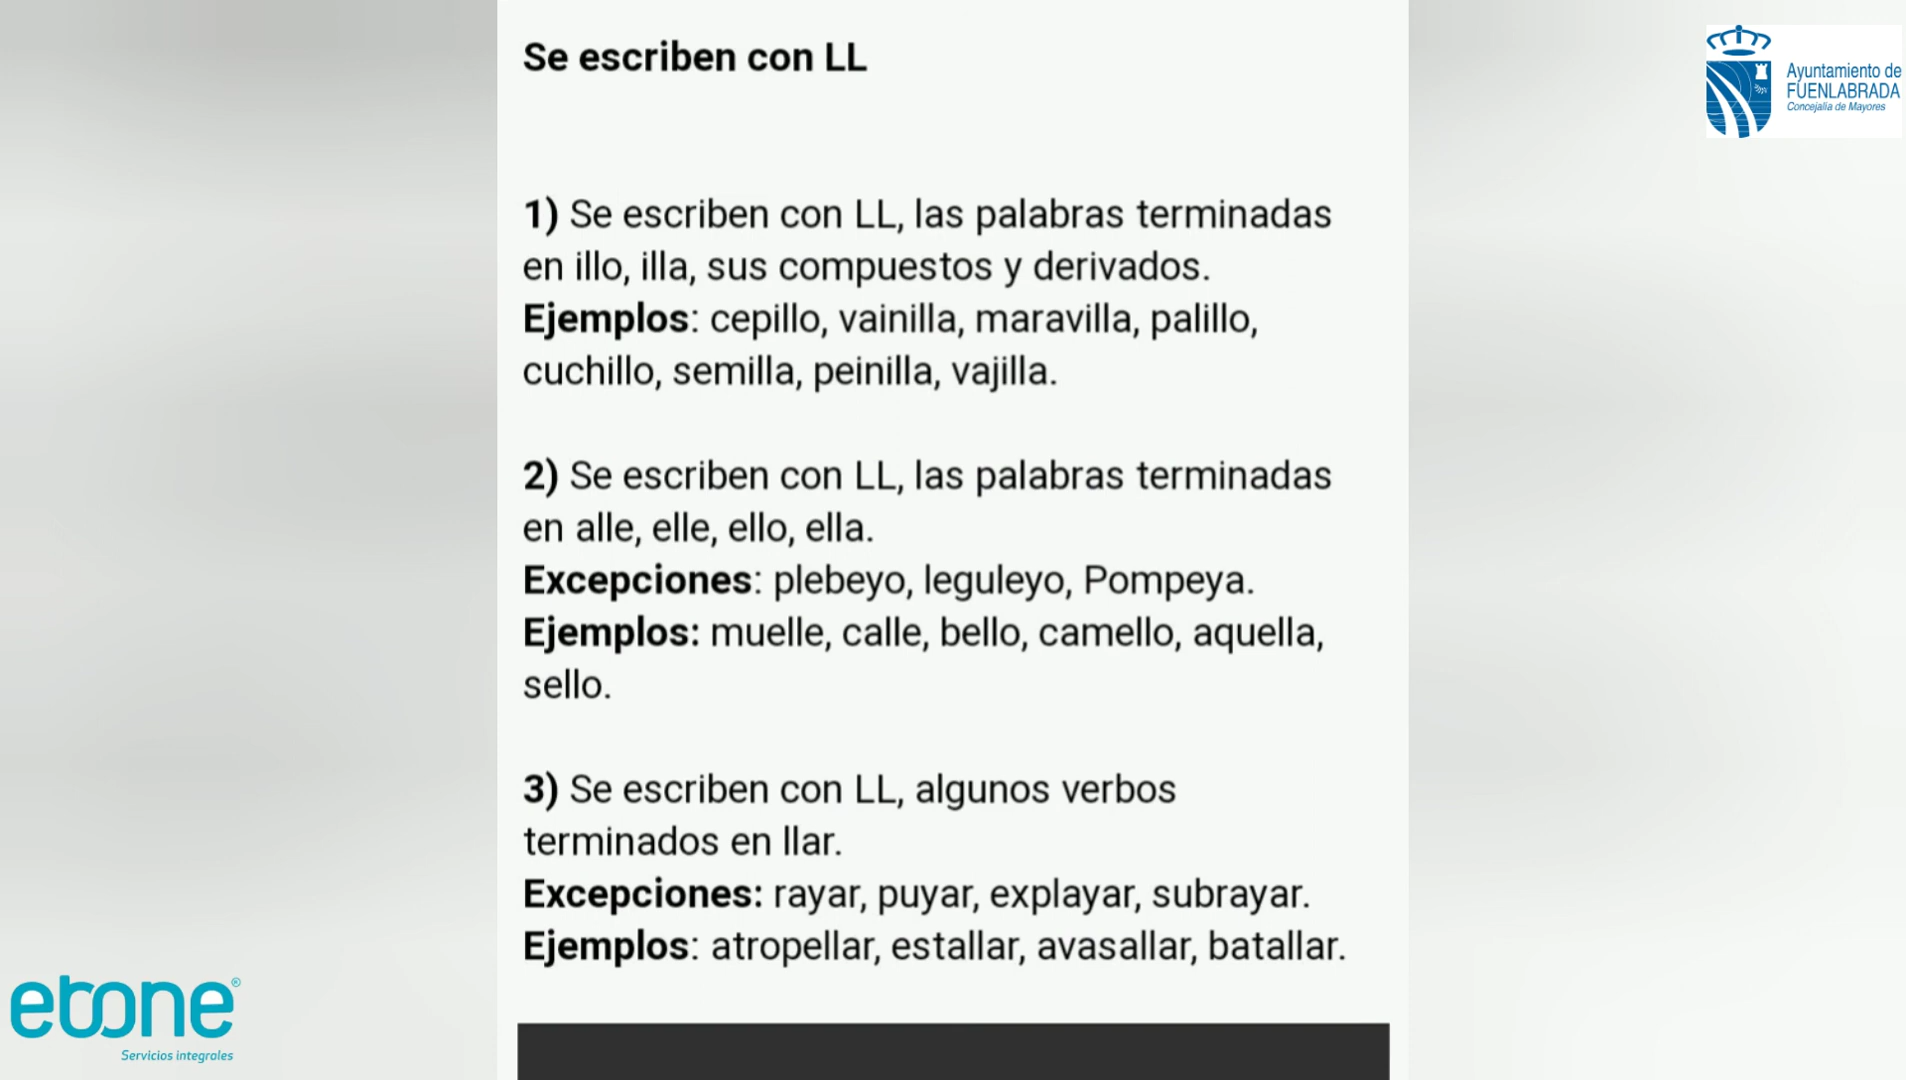 Se escriben con LL
Ayuntamiento de
FUENLABRADA
Concejalía de Mayores
1) Se escriben con LL, las palabras terminadas
en illo, illa, sus compuestos y derivados.
Ejemplos: cepillo, vainilla, maravilla, palillo,
cuchillo, semilla, peinilla, vajilla.
2) Se escriben con LL, las palabras terminadas
en alle, elle, ello, ella.
Excepciones: plebeyo, leguleyo, Pompeya.
Ejemplos: muelle, calle, bello, camello, aquella,
sello.
3) Se escriben con LL, algunos verbos
terminados en llar.
Excepciones: rayar, puyar, explayar, subrayar.
Ejemplos: atropellar, estallar, avasallar, batallar.
ebone®
Servicios integrales